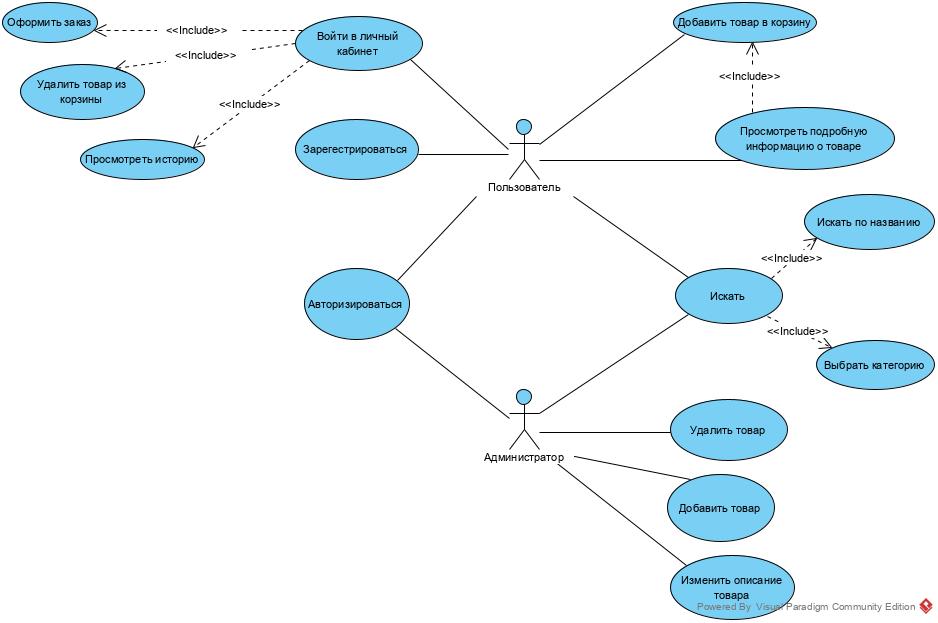 Оформить заказ
<<Include>>
Войти в личный
кабинет
Добавить товар в корзину
<<Include>>
Удалить товар из
корзины
<<Include>>
<<Include>>
Просмотреть историю
Зарегестрироваться
Просмотреть подробную
информацию о товаре
Пользователь
Искать по названию
<<Include>>
Авторизироваться
Искать
<<Include>>
Выбрать категорию
Удалить товар
Администратор
Добавить товар
Изменить описание
товара
Powered By Visual Paradigm Community Edition